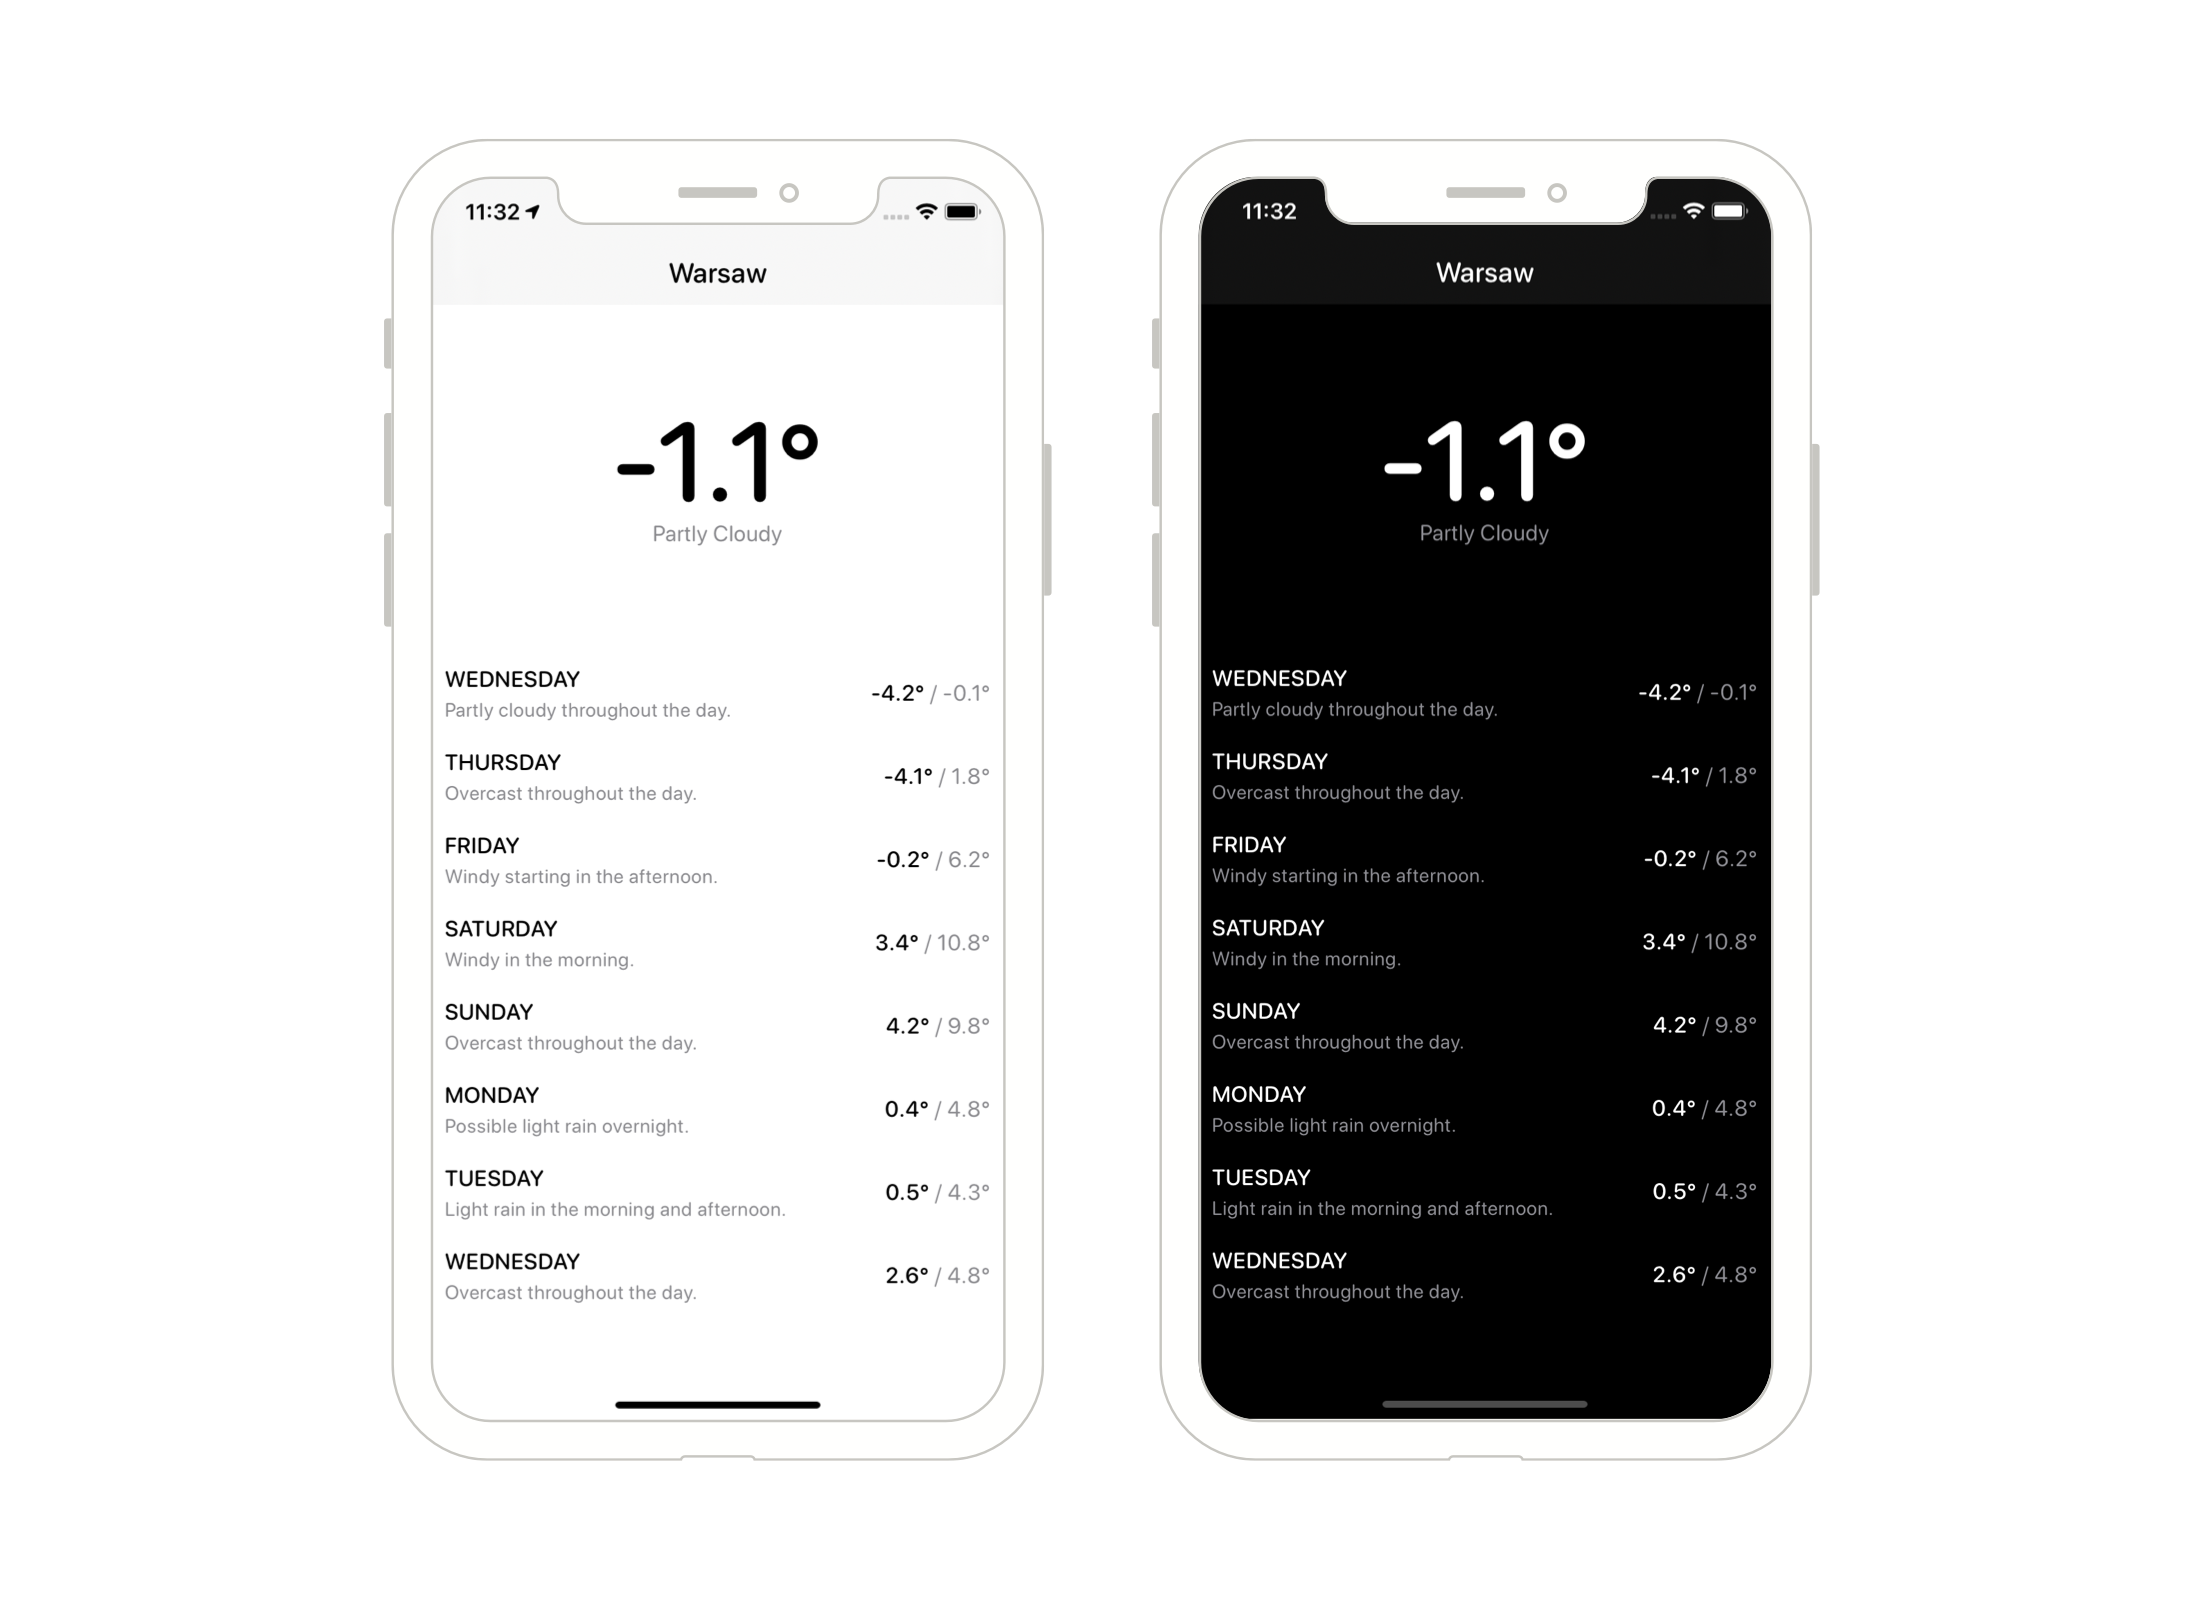 11:32
Warsaw
-1.1°
Partly Cloudy
WEDNESDAY
Partly cloudy throughout the day.
-4.2° / -0.1°
THURSDAY
Overcast throughout the day.
-4.1° / 1.8°
FRIDAY
Windy starting in the afternoon.
-0.2° / 6.2°
SATURDAY
Windy in the morning.
3.4° / 10.8°
SUNDAY
Overcast throughout the day.
4.2° / 9.8°
MONDAY
Possible light rain overnight.
0.4° / 4.8°
TUESDAY
Light rain in the morning and afternoon.
0.5° / 4.3°
WEDNESDAY
Overcast throughout the day.
2.6° / 4.8°
11:32
Warsaw
-1.1°
Partly Cloudy
WEDNESDAY
Partly cloudy throughout the day.
-4.2° / -0.1°
THURSDAY
Overcast throughout the day.
-4.1° / 1.8°
FRIDAY
Windy starting in the afternoon.
-0.2° / 6.2°
SATURDAY
Windy in the morning.
3.4° / 10.8°
SUNDAY
Overcast throughout the day.
4.2° / 9.8°
MONDAY
Possible light rain overnight.
0.4° / 4.8°
TUESDAY
Light rain in the morning and afternoon.
0.5° / 4.3°
WEDNESDAY
Overcast throughout the day.
2.6° / 4.8°